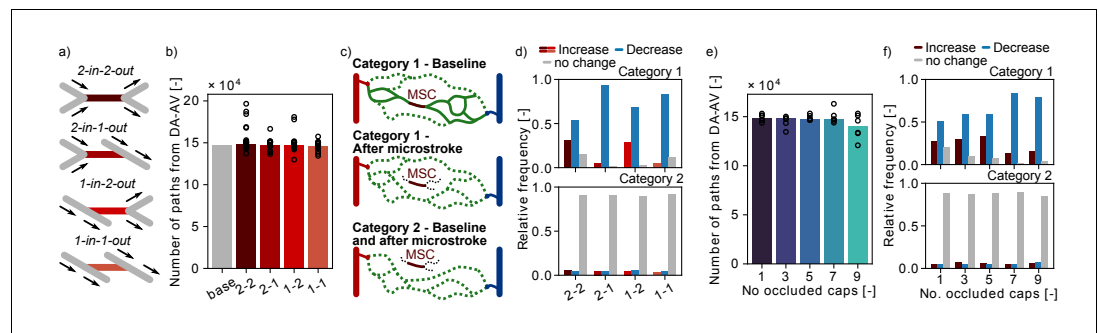 a)
2-in-2-out
2-in-1-out
1-in-2-out
1-in-1-out
b)
× 10⁴
Number of paths from DA-AV [-]
20
15
10
5
0
base
2-2
2-1
1-2
1-1
c)
Category 1 - Baseline
MSC
Category 1 -
After microstroke
MSC
Category 2 - Baseline
and after microstroke
MSC
d)
Increase
Decrease
no change
Relative frequency [-]
Category 1
1.0
0.5
0.0
Category 2
1.0
0.5
0.0
2-2
2-1
1-2
1-1
e)
× 10⁴
Number of paths from DA-AV [-]
15
10
5
0
1 3 5 7 9
No occluded caps [-]
f)
Increase
Decrease
no change
Relative frequency [-]
Category 1
1.0
0.5
0.0
Category 2
1.0
0.5
0.0
1 3 5 7 9
No. occluded caps [-]